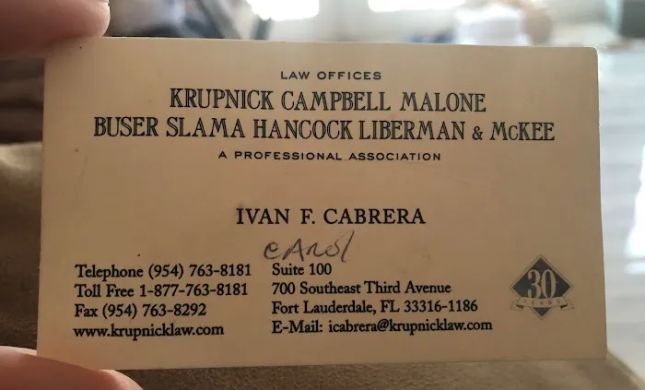 LAW OFFICES
KRUPNICK CAMPBELL MALONE
BUSER SLAMA HANCOCK LIBERMAN & MCKEE
A PROFESSIONAL ASSOCIATION
IVAN F. CABRERA
CAROL
Telephone (954) 763-8181
Toll Free 1-877-763-8181
Fax (954) 763-8292
www.krupnicklaw.com
Suite 100
700 Southeast Third Avenue
Fort Lauderdale, FL 33316-1186
E-Mail: icabrera@krupnicklaw.com
30
YEARS